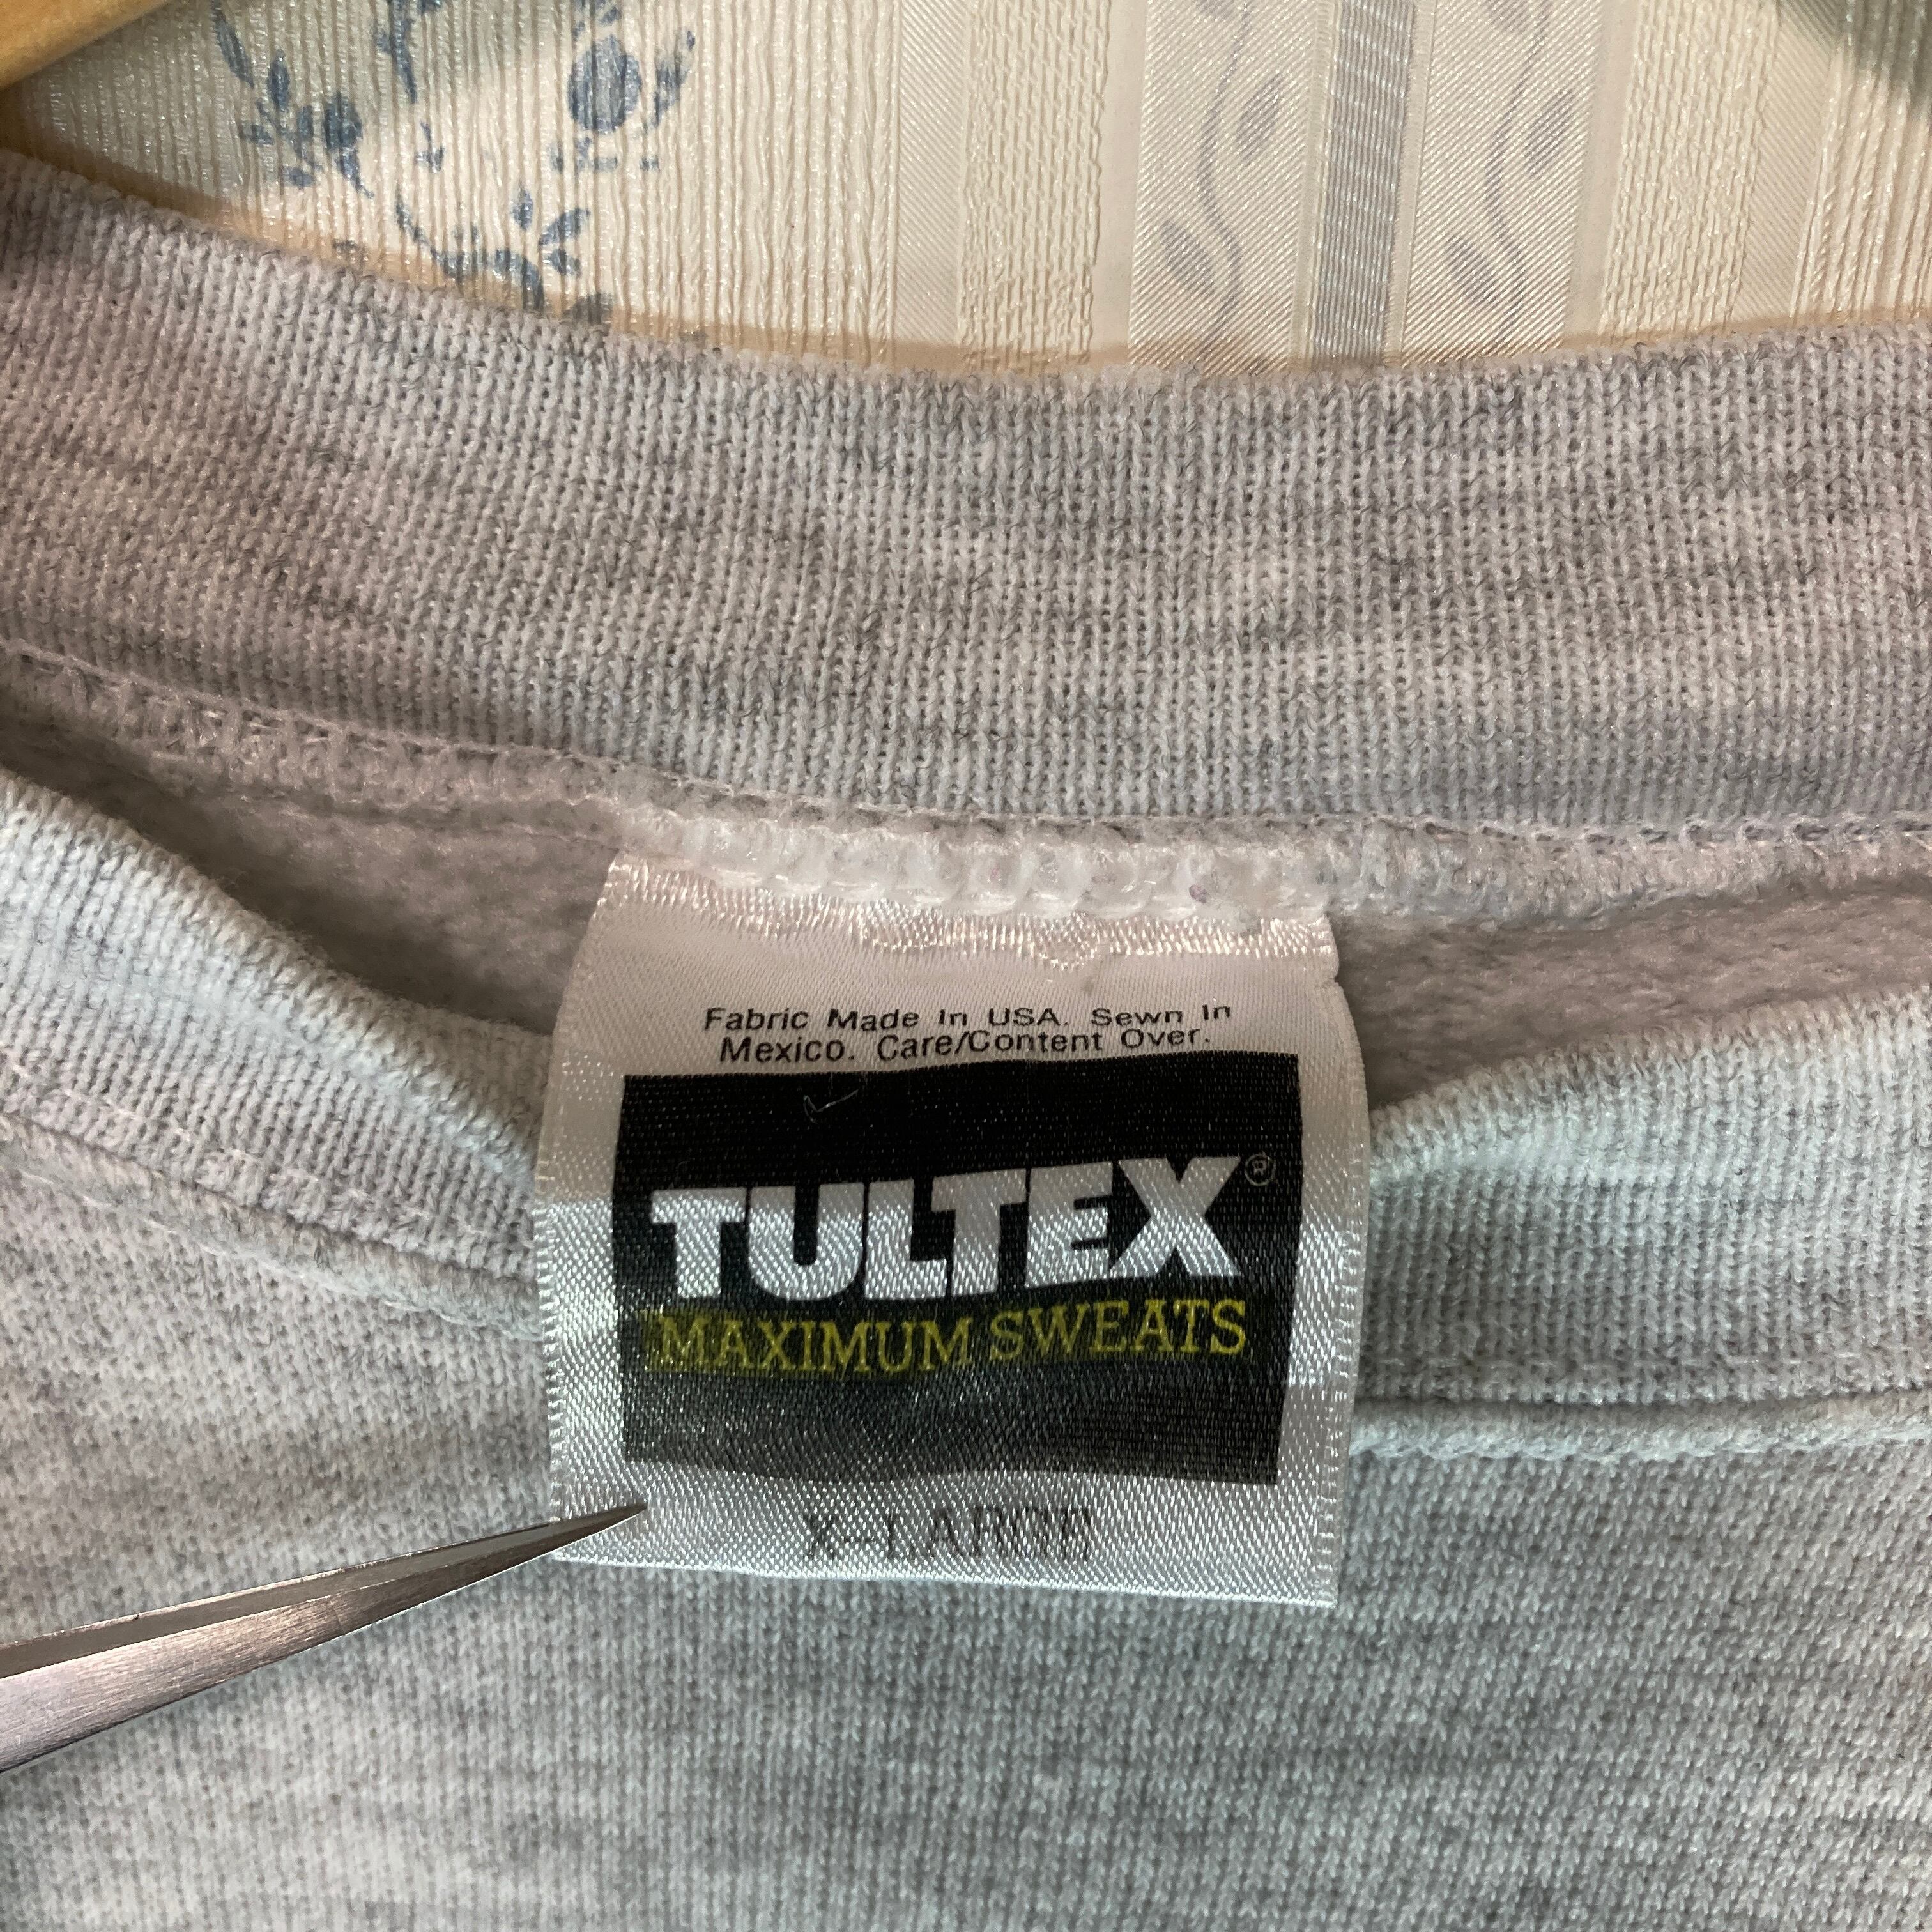 Fabric Made In USA. Sewn In
Mexico. Care/Content Over.
TULTEX®
MAXIMUM SWEATS
X-LARGE